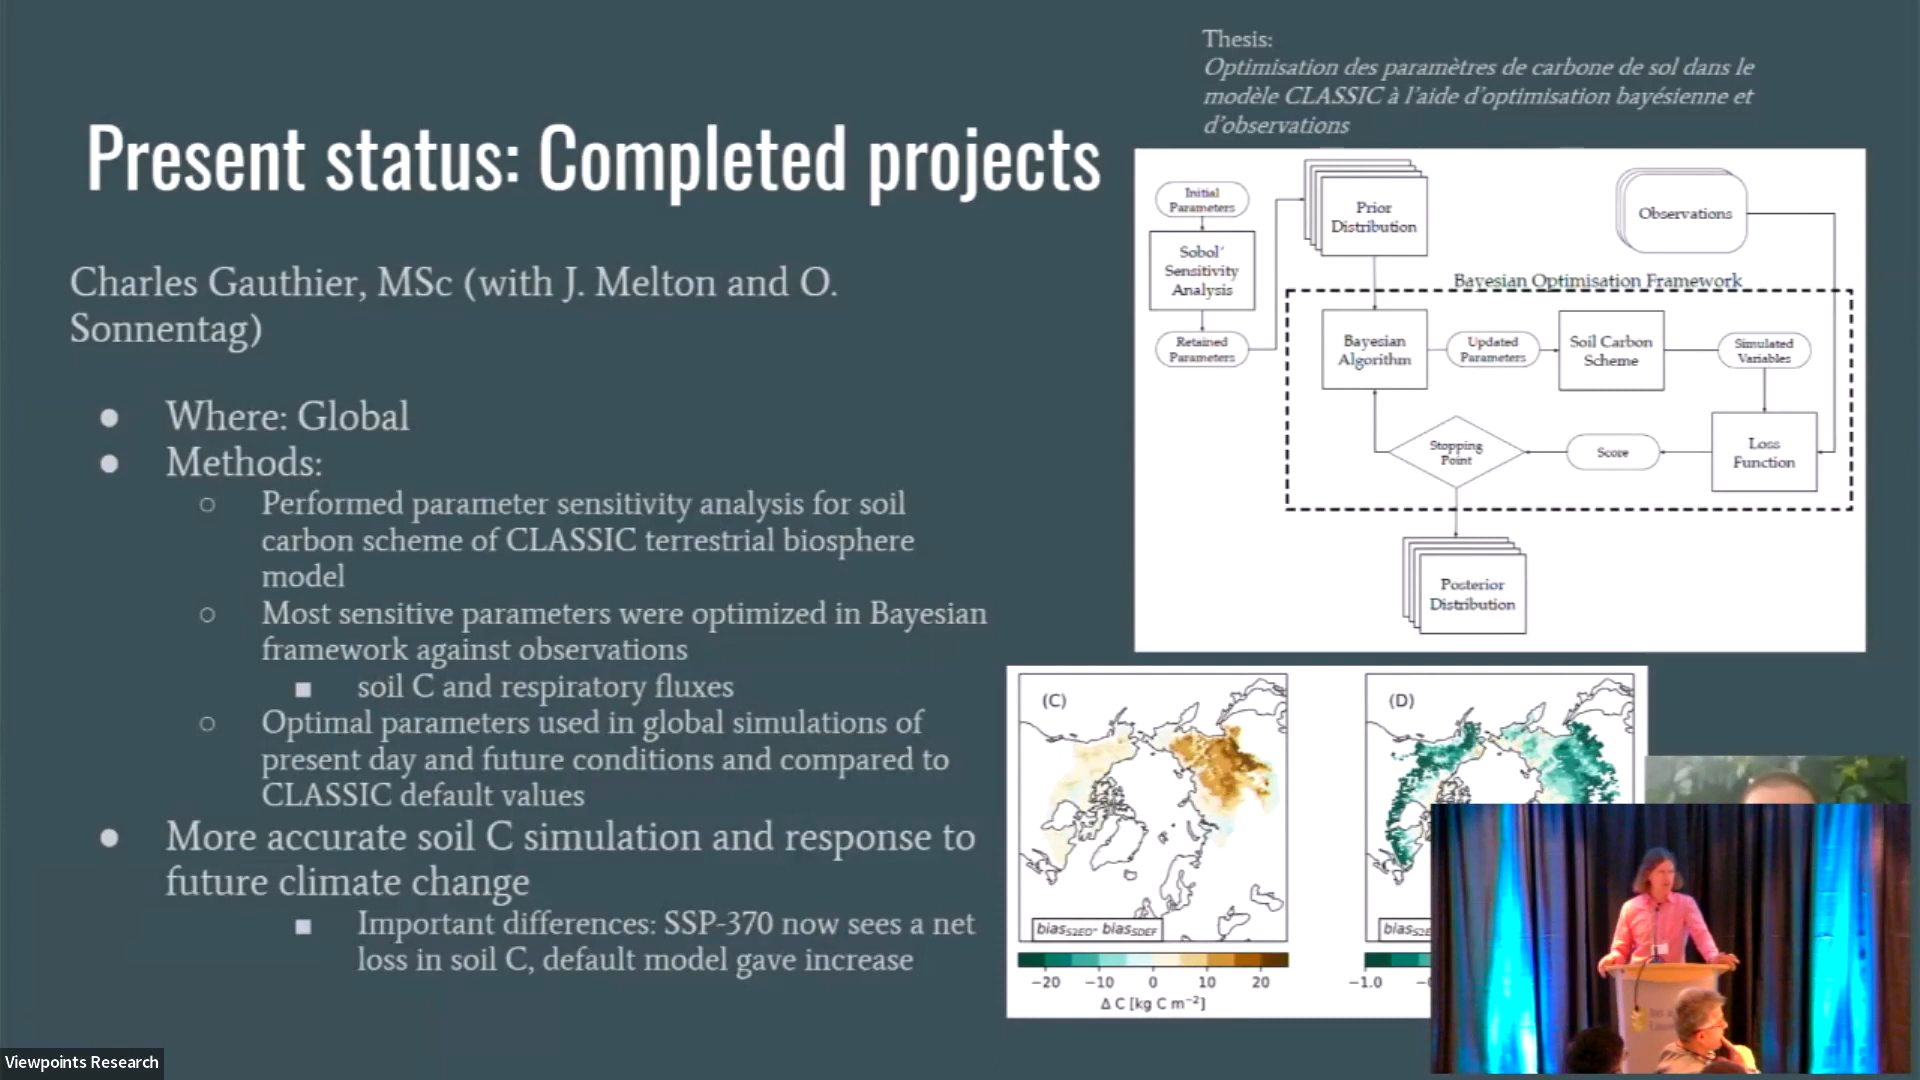 Thesis:
Optimisation des paramètres de carbone de sol dans le
modèle CLASSIC à l'aide d'optimisation bayésienne et
d'observations
Present status: Completed projects
Charles Gauthier, MSc (with J. Melton and O.
Sonnentag)
● Where: Global
● Methods:
○ Performed parameter sensitivity analysis for soil
carbon scheme of CLASSIC terrestrial biosphere
model
○ Most sensitive parameters were optimized in Bayesian
framework against observations
■ soil C and respiratory fluxes
○ Optimal parameters used in global simulations of
present day and future conditions and compared to
CLASSIC default values
● More accurate soil C simulation and response to
future climate change
■ Important differences: SSP-370 now sees a net
loss in soil C, default model gave increase
Initial
Parameters
Sobol'
Sensitivity
Analysis
Retained
Parameters
Prior
Distribution
Observations
Bayesian Optimisation Framework
Bayesian
Algorithm
Updated
Parameters
Soil Carbon
Scheme
Simulated
Variables
Stopping
Point
Score
Loss
Function
Posterior
Distribution
(C)
bias_S2EO - bias_SDEF
−20 −10 0 10 20
Δ C [kg C m⁻²]
(D)
−1.0
Viewpoints Research